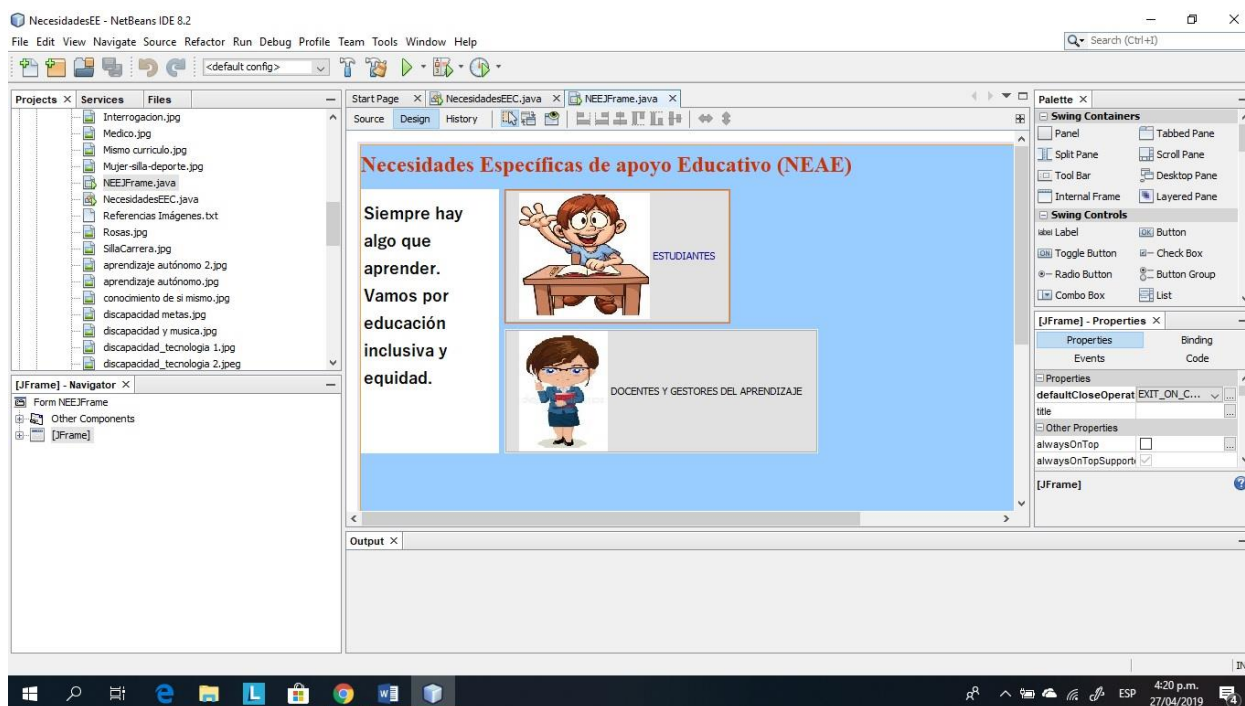 NecesidadesEE - NetBeans IDE 8.2
File Edit View Navigate Source Refactor Run Debug Profile Team Tools Window Help
Search (Ctrl+I)
<default config>
Projects Services Files
Interrogacion.jpg
Medico.jpg
Mismo curriculo.jpg
Mujer-silla-deporte.jpg
NEEJFrame.java
NecesidadesEEC.java
Referencias Imágenes.txt
Rosas.jpg
SillaCarrera.jpg
aprendizaje autónomo 2.jpg
aprendizaje autónomo.jpg
conocimiento de si mismo.jpg
discapacidad metas.jpg
discapacidad y musica.jpg
discapacidad_tecnologia 1.jpg
discapacidad_tecnologia 2.jpeg
[JFrame] - Navigator
Form NEEJFrame
Other Components
[JFrame]
Start Page NecesidadesEEC.java NEEJFrame.java
Source Design History
Necesidades Específicas de apoyo Educativo (NEAE)
Siempre hay
algo que
aprender.
Vamos por
educación
inclusiva y
equidad.
ESTUDIANTES
DOCENTES Y GESTORES DEL APRENDIZAJE
Output
Palette
Swing Containers
Panel Tabbed Pane
Split Pane Scroll Pane
Tool Bar Desktop Pane
Internal Frame Layered Pane
Swing Controls
label Label OK Button
ON Toggle Button Check Box
Radio Button Button Group
Combo Box List
[JFrame] - Properties
Properties Binding
Events Code
Properties
defaultCloseOperat EXIT_ON_C... ...
title ...
Other Properties
alwaysOnTop ...
alwaysOnTopSupport
[JFrame]
IN
ESP
4:20 p.m.
27/04/2019
4